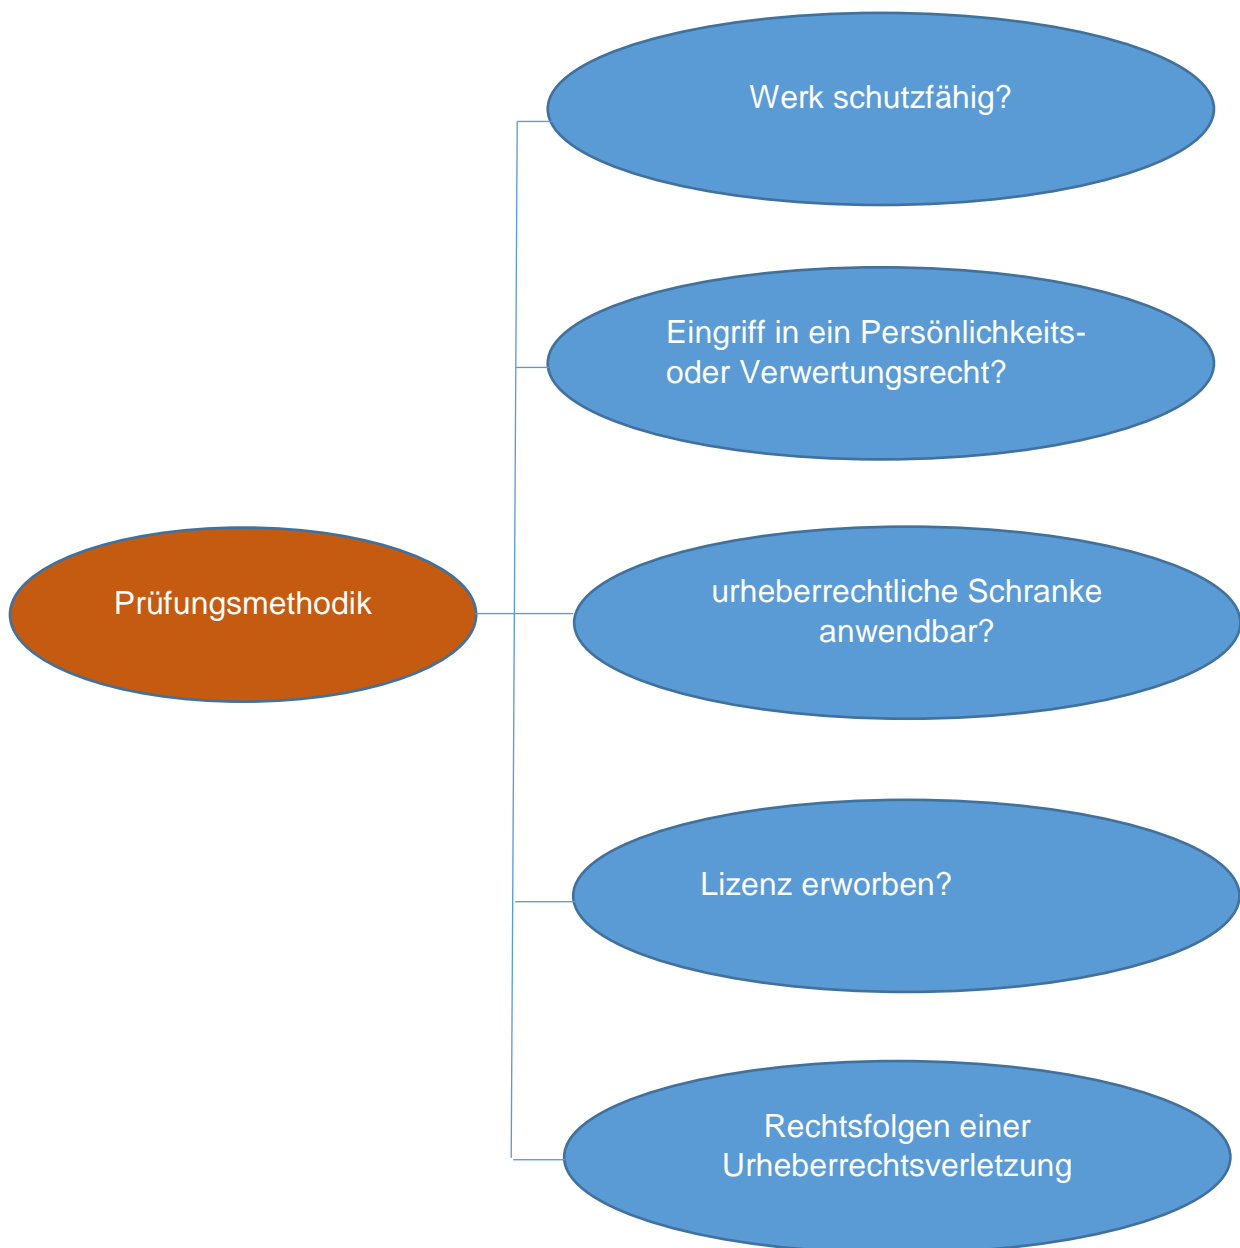 Werk schutzfähig?
Eingriff in ein Persönlichkeits-
oder Verwertungsrecht?
Prüfungsmethodik
urheberrechtliche Schranke
anwendbar?
Lizenz erworben?
Rechtsfolgen einer
Urheberrechtsverletzung